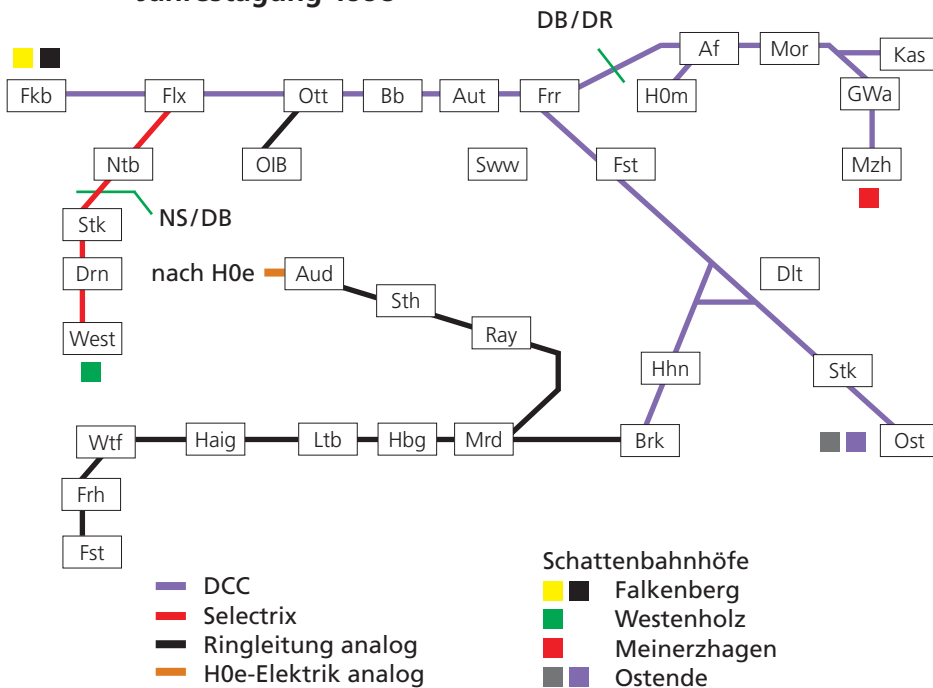 DB/DR
Af Mor Kas
Fkb Flx Ott Bb Aut Frr H0m GWa
Ntb OlB Sww Fst Mzh
NS/DB
Stk
nach H0e Aud
Drn Dlt
Sth
West Ray
Hhn Stk
Wtf Haig Ltb Hbg Mrd Brk Ost
Frh
Fst
DCC
Selectrix
Ringleitung analog
H0e-Elektrik analog
Schattenbahnhöfe
Falkenberg
Westenholz
Meinerzhagen
Ostende